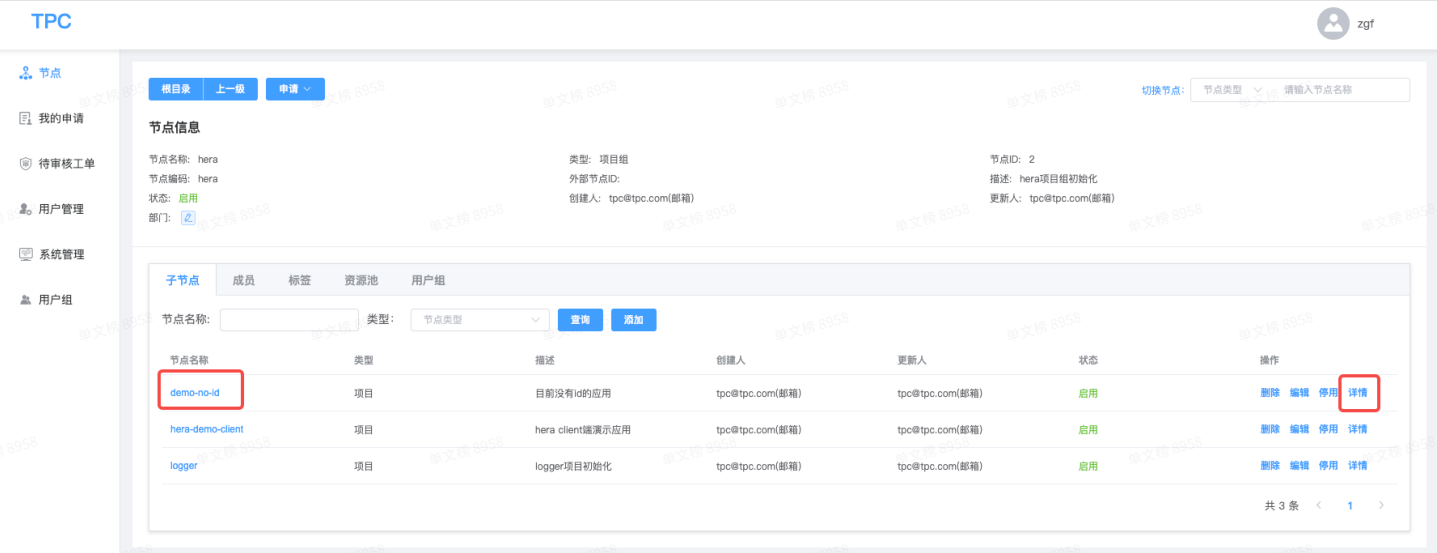 TPC
zgf
节点
我的申请
待审核工单
用户管理
系统管理
用户组
根目录 上一级 申请
切换节点: 节点类型 请输入节点名称
节点信息
节点名称: hera 类型: 项目组 节点ID: 2
节点编码: hera 外部节点ID: 描述: hera项目组初始化
状态: 启用 创建人: tpc@tpc.com(邮箱) 更新人: tpc@tpc.com(邮箱)
部门:
子节点 成员 标签 资源池 用户组
节点名称: 类型: 节点类型 查询 添加
节点名称 类型 描述 创建人 更新人 状态 操作
demo-no-id 项目 目前没有id的应用 tpc@tpc.com(邮箱) tpc@tpc.com(邮箱) 启用 删除 编辑 停用 详情
hera-demo-client 项目 hera client端演示应用 tpc@tpc.com(邮箱) tpc@tpc.com(邮箱) 启用 删除 编辑 停用 详情
logger 项目 logger项目初始化 tpc@tpc.com(邮箱) tpc@tpc.com(邮箱) 启用 删除 编辑 停用 详情
共 3 条 < 1 >
单文榜 8958